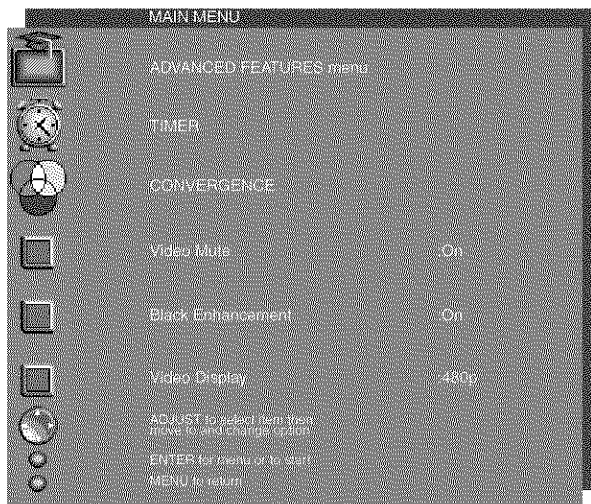 MAIN MENU
ADVANCED FEATURES menu
TIMER
CONVERGENCE
Video Mute :On
Black Enhancement :On
Video Display :480p
ADJUST to select item then
move to and change option
ENTER for menu or to start
MENU to return